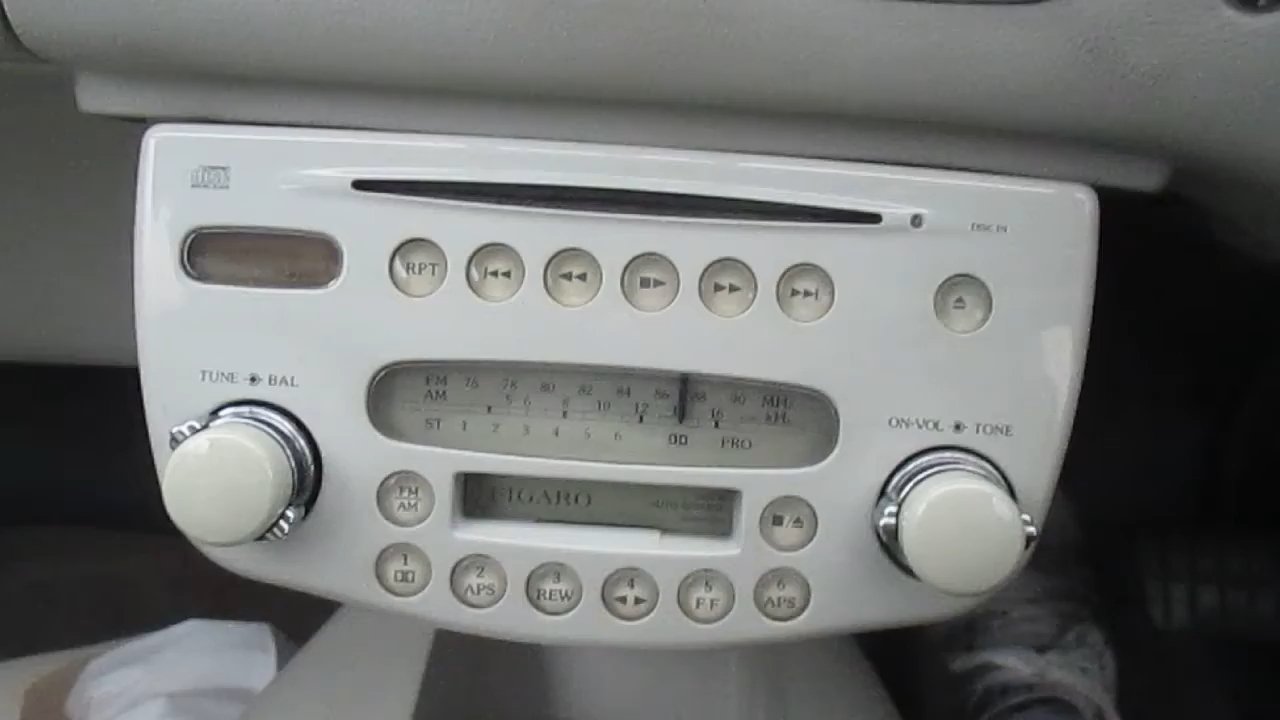 DISC IN
RPT
TUNE BAL
FM 76 78 80 82 84 86 88 90 MHz
AM 5 6 8 10 12 16 kHz
ST 1 2 3 4 5 6 PRO
ON-VOL TONE
FM
AM
FIGARO
1
2
APS
3
REW
4
5
FF
6
APS